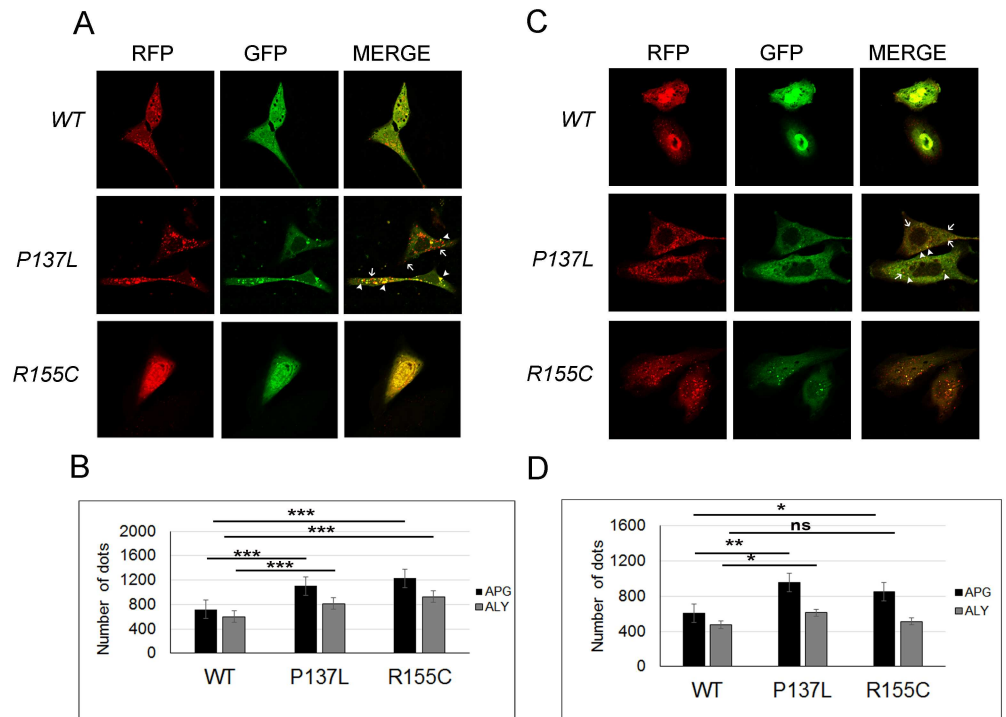 A
RFP GFP MERGE
WT
P137L
R155C
B
***
***
***
***
Number of dots
2000
1600
1200
800
400
0
WT P137L R155C
APG
ALY
C
RFP GFP MERGE
WT
P137L
R155C
D
*
ns
**
*
Number of dots
1600
1200
800
400
0
WT P137L R155C
APG
ALY